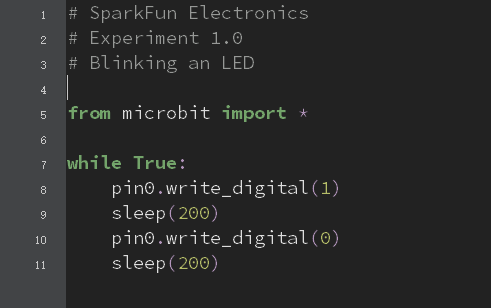 1 # SparkFun Electronics
2 # Experiment 1.0
3 # Blinking an LED
4
5 from microbit import *
6
7 while True:
8     pin0.write_digital(1)
9     sleep(200)
10     pin0.write_digital(0)
11     sleep(200)